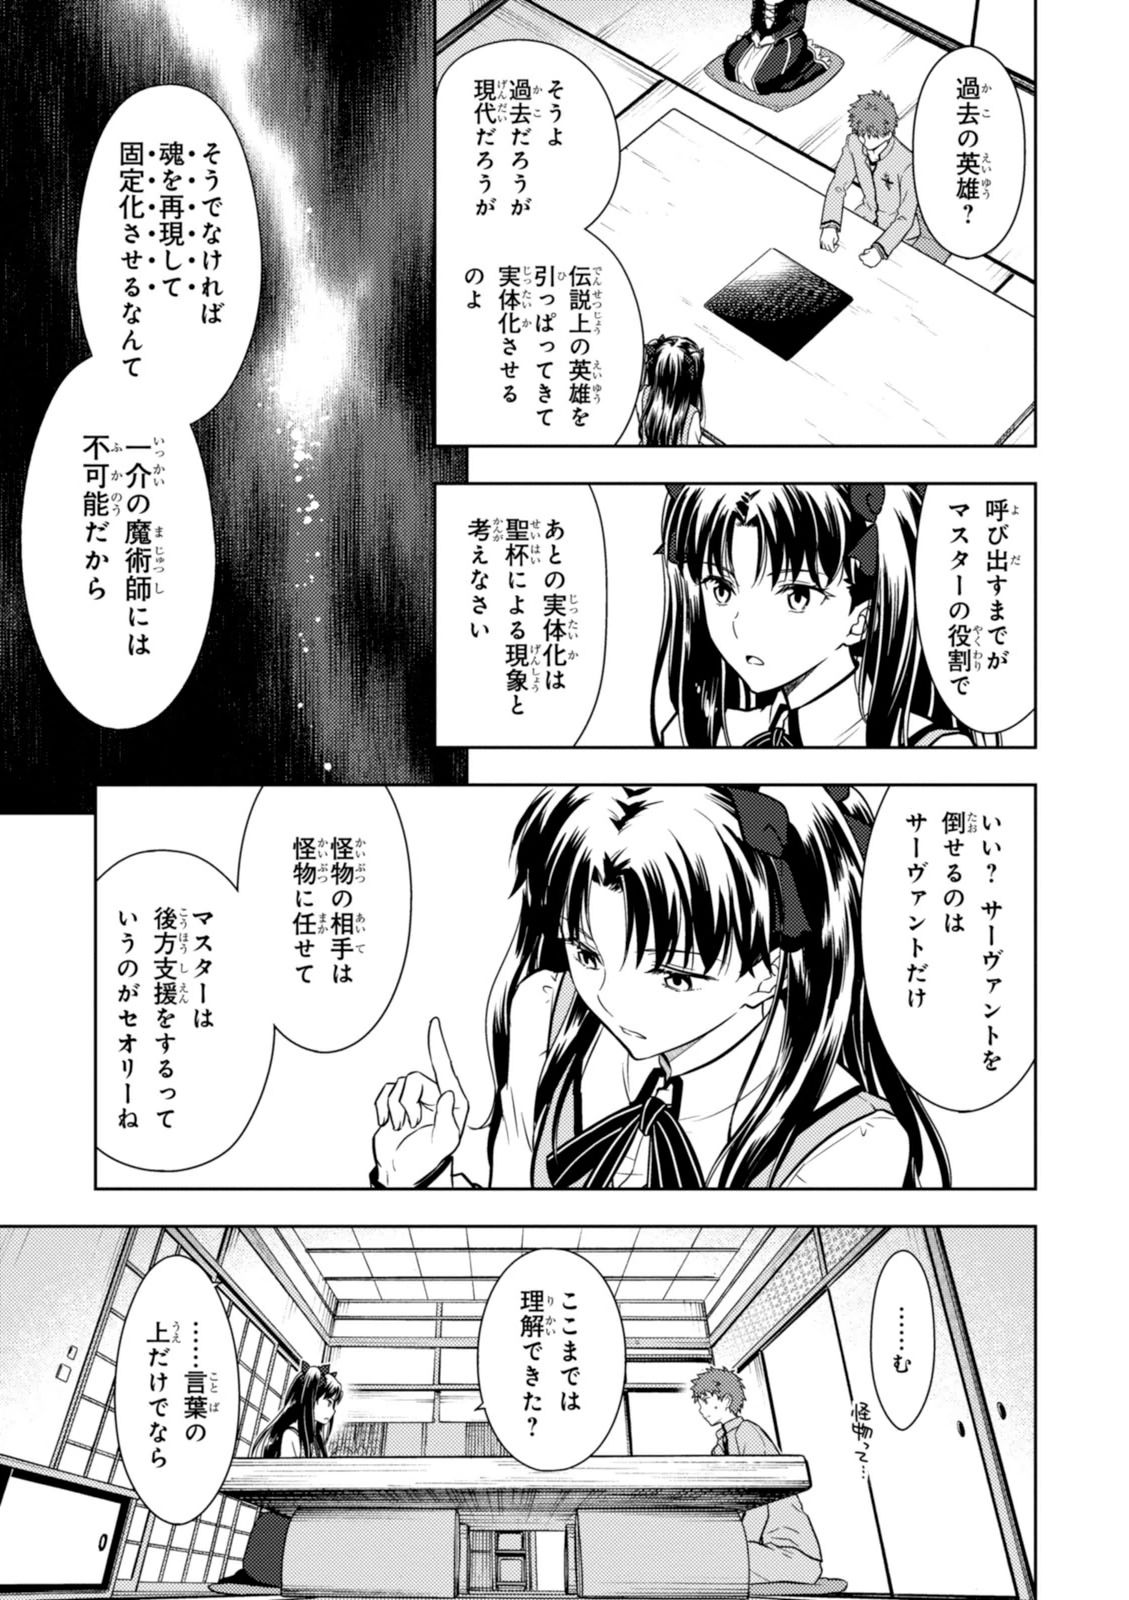 過去の英雄?
そうよ
過去だろうが
現代だろうが
伝説上の英雄を
引っぱってきて
実体化させる
のよ
呼び出すまでが
マスターの役割で
あとの実体化は
聖杯による現象と
考えなさい
そうでなければ
魂を再現して
固定化させるなんて
一介の魔術師には
不可能だから
いい?サーヴァントを
倒せるのは
サーヴァントだけ
怪物の相手は
怪物に任せて
マスターは
後方支援をするって
いうのがセオリーね
……む
怪物って…
ここまでは
理解できた?
……言葉の
上だけでなら